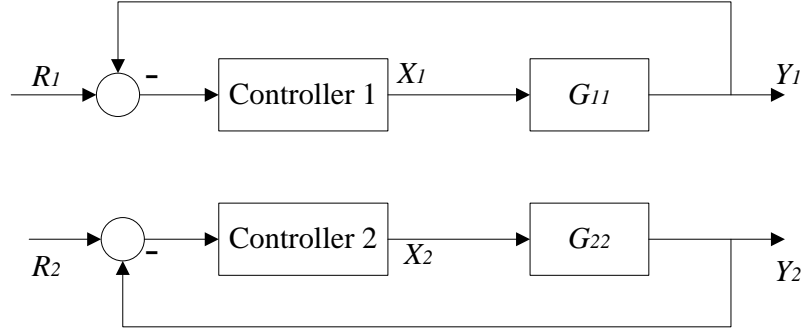 R1
-
Controller 1
X1
G11
Y1
R2
-
Controller 2
X2
G22
Y2